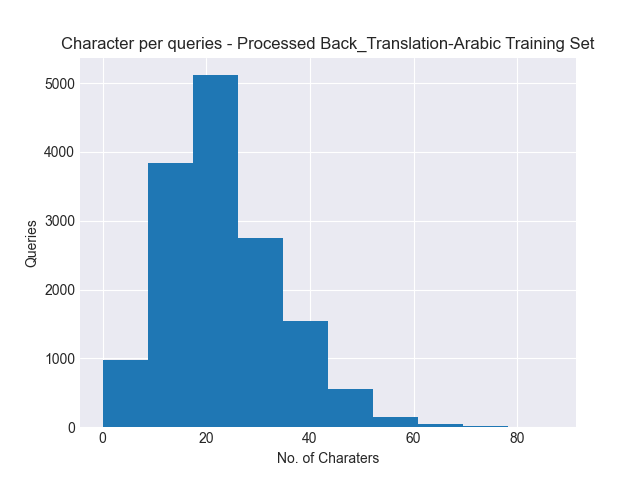 Character per queries - Processed Back_Translation-Arabic Training Set
5000
4000
3000
2000
1000
0
Queries
0 20 40 60 80
No. of Charaters